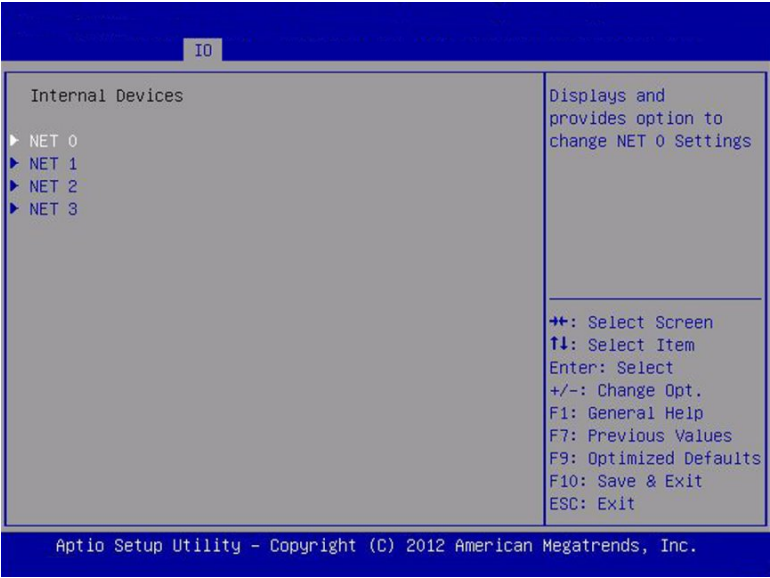 IO
Internal Devices
NET 0
NET 1
NET 2
NET 3
Displays and
provides option to
change NET 0 Settings
→←: Select Screen
↑↓: Select Item
Enter: Select
+/-: Change Opt.
F1: General Help
F7: Previous Values
F9: Optimized Defaults
F10: Save & Exit
ESC: Exit
Aptio Setup Utility – Copyright (C) 2012 American Megatrends, Inc.